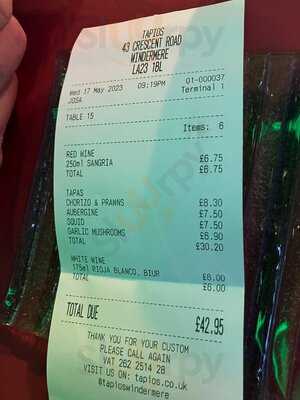 TAPIOS
43 CRESCENT ROAD
WINDERMERE
LA23 1BL
Wed 17 May 2023 09:19PM 01-000037
JOSA Terminal 1
TABLE 15
Items: 6
RED WINE
250ml SANGRIA £6.75
TOTAL £6.75
TAPAS
CHORIZO & PRAWNS £8.30
AUBERGINE £7.50
SQUID £7.50
GARLIC MUSHROOMS £6.90
TOTAL £30.20
WHITE WINE
175ml RIOJA BLANCO, BIUR £6.00
TOTAL £6.00
TOTAL DUE £42.95
THANK YOU FOR YOUR CUSTOM
PLEASE CALL AGAIN
VAT 262 2514 28
VISIT US ON: tapios.co.uk
@tapioswindermere